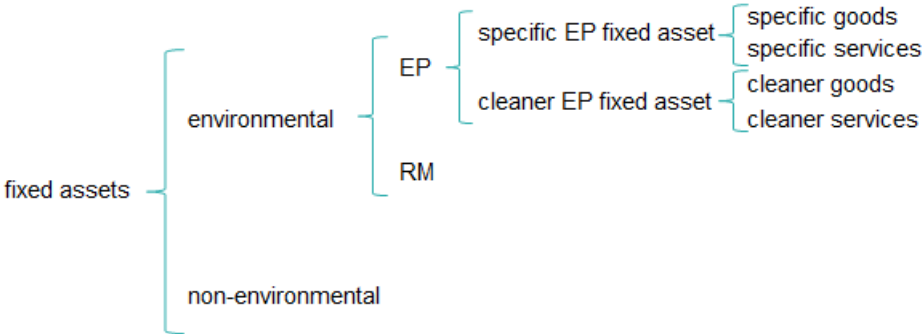 specific goods
specific EP fixed asset
specific services
EP
cleaner goods
cleaner EP fixed asset
cleaner services
environmental
RM
fixed assets
non-environmental